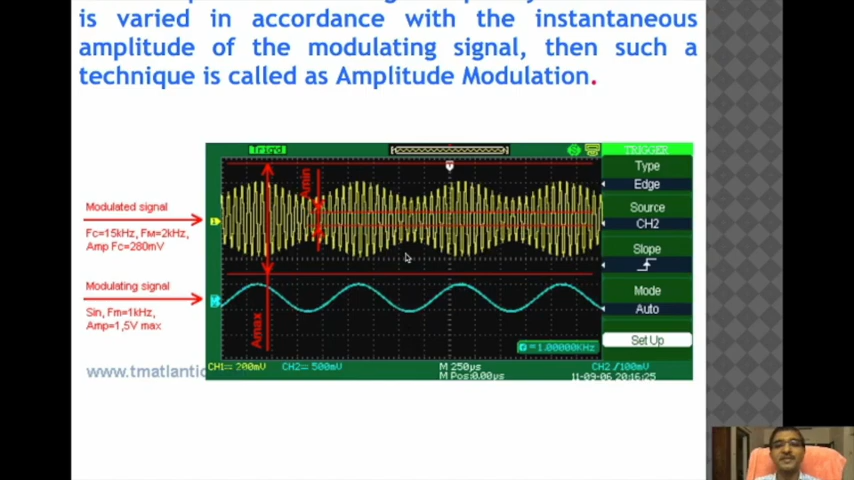 is varied in accordance with the instantaneous
amplitude of the modulating signal, then such a
technique is called as Amplitude Modulation.
Trig'd
TRIGGER
Type
Edge
Source
CH2
Slope
Mode
Auto
Set Up
Amin
Modulated signal
Fc=15kHz, Fм=2kHz,
Amp Fc=280mV
Modulating signal
Sin, Fm=1kHz,
Amp=1,5V max
Amax
=1.00000KHz
www.tmatlantic
CH1= 200mV
CH2= 500mV
M 250µs
M Pos:0.00µs
CH2 /100mV
11-09-06 20:16:25